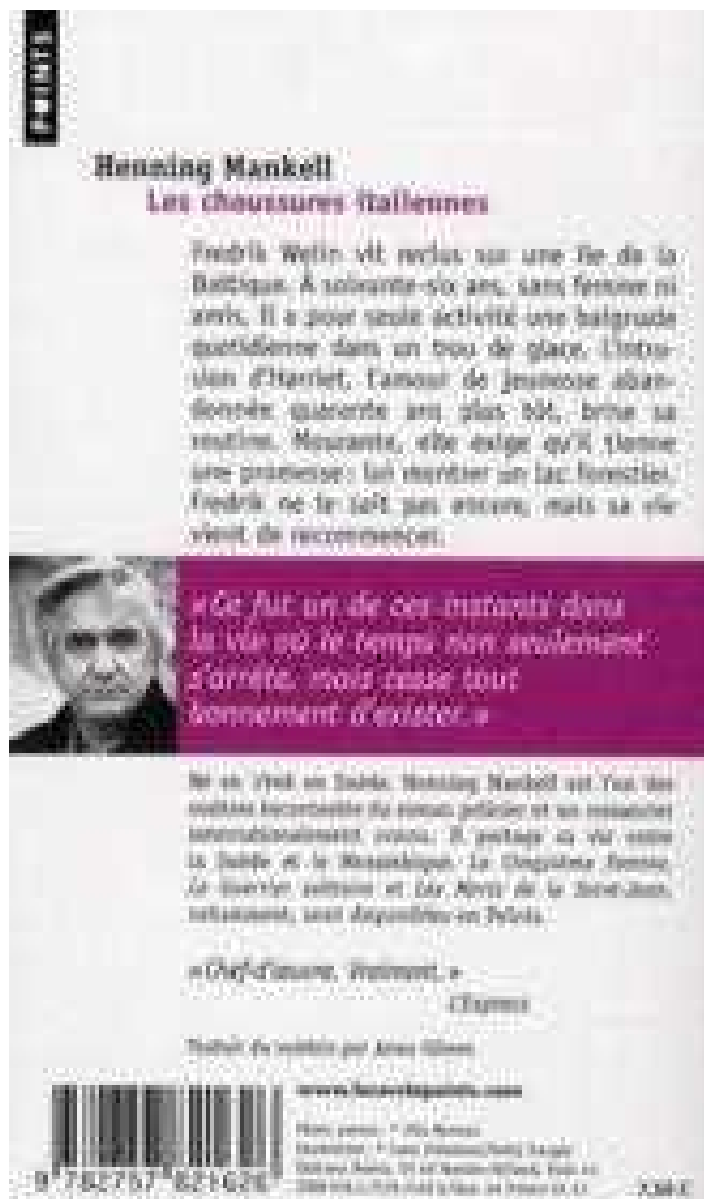 POINTS
Henning Mankell
Les chaussures italiennes
Fredrik Welin vit reclus sur une île de la
Baltique. À soixante-six ans, sans femme ni
amis, il a pour seule activité une baignade
quotidienne dans un trou de glace. L'intru-
sion d'Harriet, l'amour de jeunesse aban-
donnée quarante ans plus tôt, brise sa
routine. Mourante, elle exige qu'il tienne
une promesse : lui montrer un lac forestier.
Fredrik ne le sait pas encore, mais sa vie
vient de recommencer.
« Ce fut un de ces instants dans
la vie où le temps non seulement
s'arrête, mais cesse tout
bonnement d'exister. »
Né en 1948 en Suède, Henning Mankell est l'un des
maîtres incontestés du roman policier et un romancier
internationalement reconnu. Il partage sa vie entre
la Suède et le Mozambique. La Cinquième Femme,
Le Guerrier solitaire et Les Morts de la Saint-Jean,
notamment, sont disponibles en Points.
« Chef-d'œuvre. Vraiment. »
L'Express
Traduit du suédois par Anna Gibson
www.lecerclepoints.com
9 782757 821626